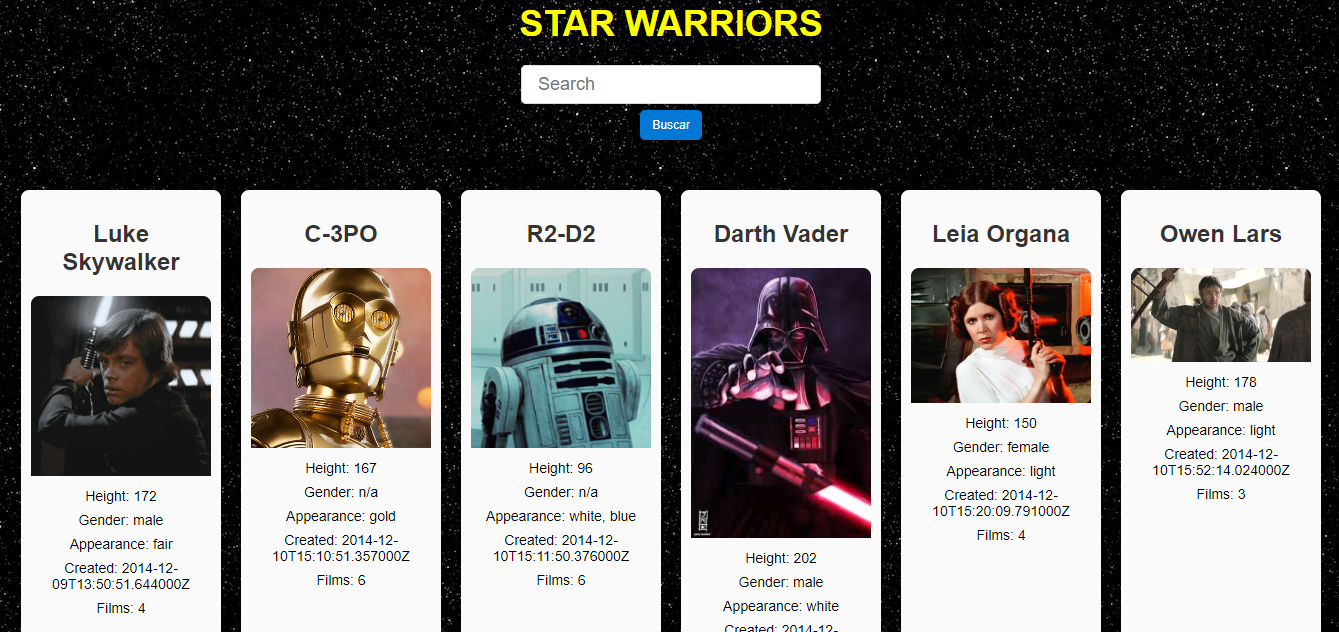 STAR WARRIORS
Search
Buscar
Luke
Skywalker
Height: 172
Gender: male
Appearance: fair
Created: 2014-12-
09T13:50:51.644000Z
Films: 4
C-3PO
Height: 167
Gender: n/a
Appearance: gold
Created: 2014-12-
10T15:10:51.357000Z
Films: 6
R2-D2
Height: 96
Gender: n/a
Appearance: white, blue
Created: 2014-12-
10T15:11:50.376000Z
Films: 6
Darth Vader
Height: 202
Gender: male
Appearance: white
Created: 2014-12-
Leia Organa
Height: 150
Gender: female
Appearance: light
Created: 2014-12-
10T15:20:09.791000Z
Films: 4
Owen Lars
Height: 178
Gender: male
Appearance: light
Created: 2014-12-
10T15:52:14.024000Z
Films: 3